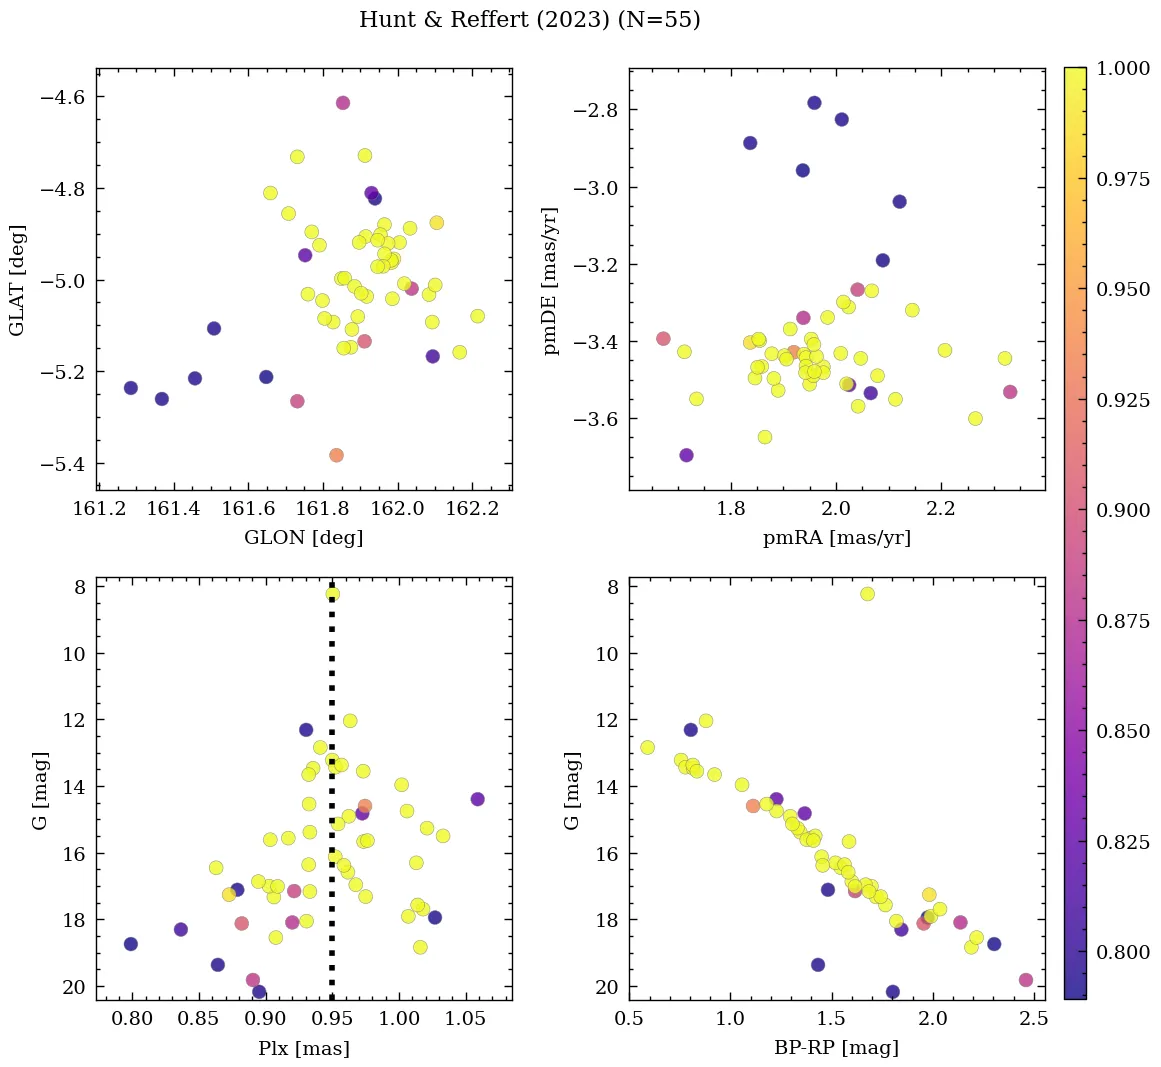 Hunt & Reffert (2023) (N=55)
−4.6
−4.8
−5.0
−5.2
−5.4
GLAT [deg]
161.2 161.4 161.6 161.8 162.0 162.2
GLON [deg]
−2.8
−3.0
−3.2
−3.4
−3.6
pmDE [mas/yr]
1.8 2.0 2.2
pmRA [mas/yr]
8
10
12
14
16
18
20
G [mag]
0.80 0.85 0.90 0.95 1.00 1.05
Plx [mas]
8
10
12
14
16
18
20
G [mag]
0.5 1.0 1.5 2.0 2.5
BP-RP [mag]
1.000
0.975
0.950
0.925
0.900
0.875
0.850
0.825
0.800